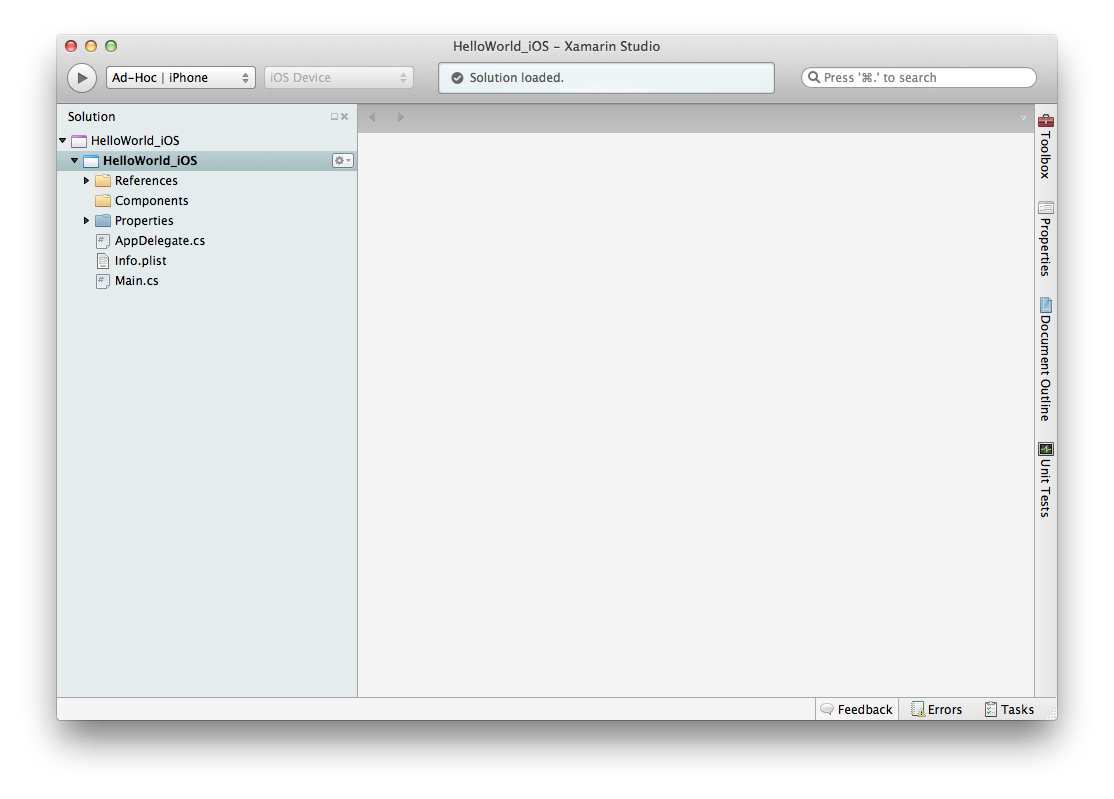 HelloWorld_iOS – Xamarin Studio
Ad-Hoc | iPhone
iOS Device
Solution loaded.
Press '⌘.' to search
Solution
HelloWorld_iOS
HelloWorld_iOS
References
Components
Properties
AppDelegate.cs
Info.plist
Main.cs
Toolbox
Properties
Document Outline
Unit Tests
Feedback
Errors
Tasks